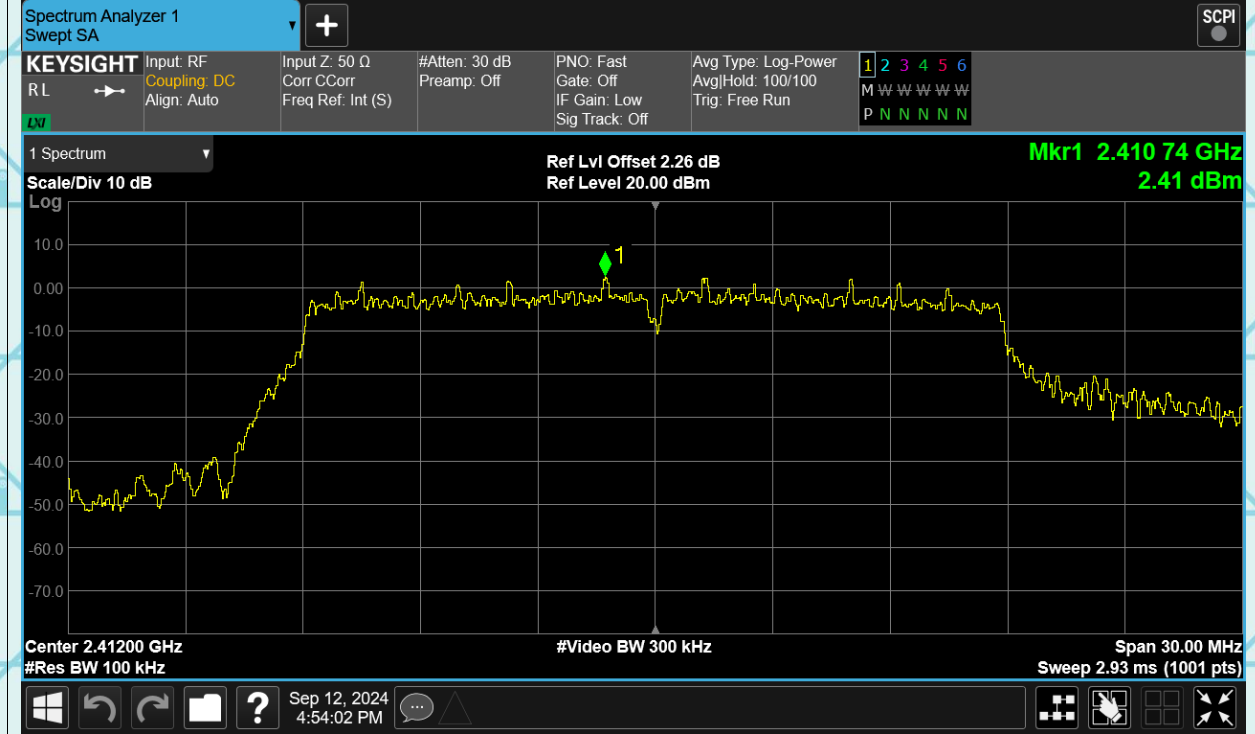 Spectrum Analyzer 1
Swept SA
+
SCPI
KEYSIGHT
RL
LXI
Input: RF
Coupling: DC
Align: Auto
Input Z: 50 Ω
Corr CCorr
Freq Ref: Int (S)
#Atten: 30 dB
Preamp: Off
PNO: Fast
Gate: Off
IF Gain: Low
Sig Track: Off
Avg Type: Log-Power
Avg|Hold: 100/100
Trig: Free Run
1 2 3 4 5 6
M W W W W W
P N N N N N
1 Spectrum
Scale/Div 10 dB
Log
Ref Lvl Offset 2.26 dB
Ref Level 20.00 dBm
Mkr1 2.410 74 GHz
2.41 dBm
1
10.0
0.00
-10.0
-20.0
-30.0
-40.0
-50.0
-60.0
-70.0
Center 2.41200 GHz
#Res BW 100 kHz
#Video BW 300 kHz
Span 30.00 MHz
Sweep 2.93 ms (1001 pts)
?
Sep 12, 2024
4:54:02 PM